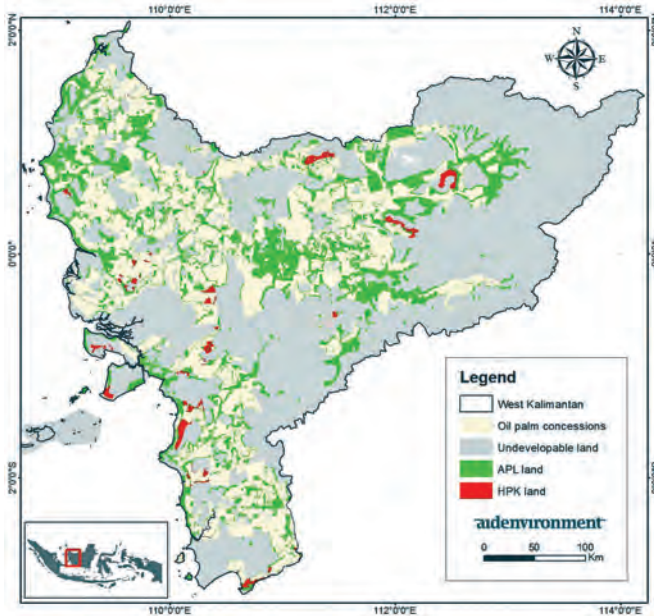 110°0'0"E 112°0'0"E 114°0'0"E
2°0'0"N
N
W E
S
0°0'0"
2°0'0"S
Legend
West Kalimantan
Oil palm concessions
Undevelopable land
APL land
HPK land
aidenvironment
0 50 100
Km
110°0'0"E 112°0'0"E 114°0'0"E